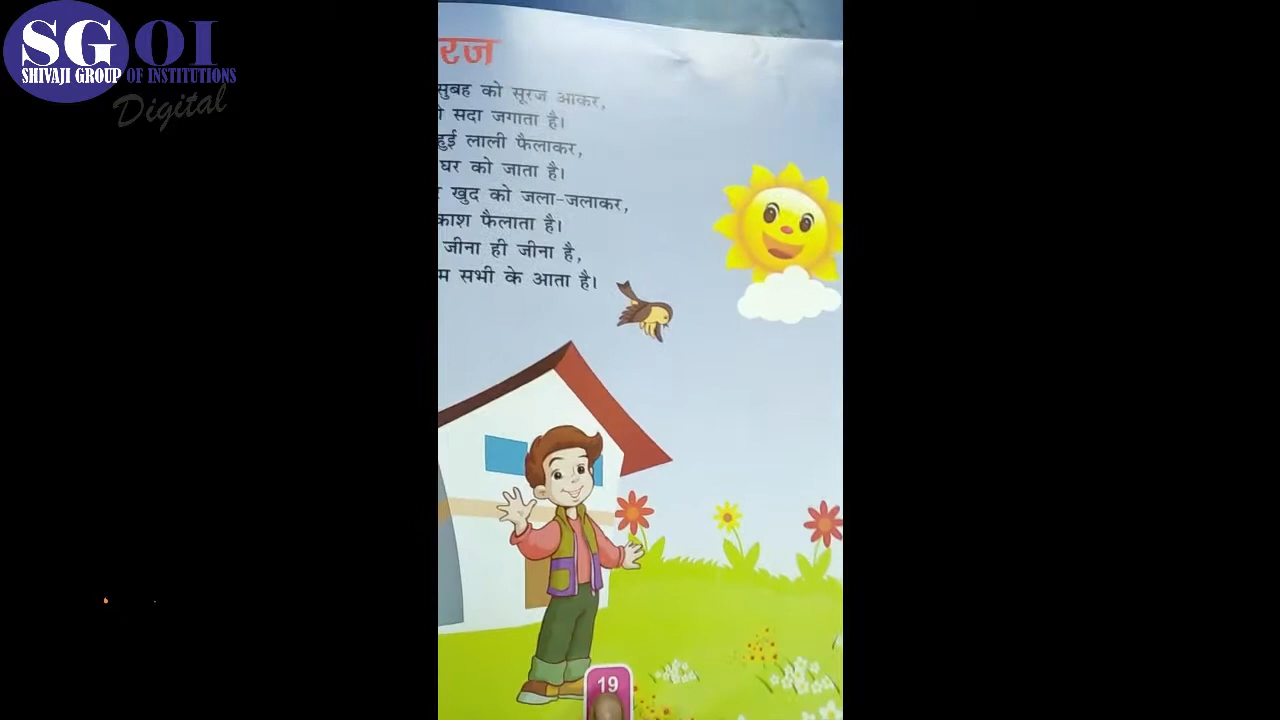 SGOI
SHIVAJI GROUP OF INSTITUTIONS
Digital
रज
सुबह को सूरज आकर,
सदा जगाता है।
हुई लाली फैलाकर,
घर को जाता है।
खुद को जला-जलाकर,
काश फैलाता है।
जीना ही जीना है,
म सभी के आता है।
19